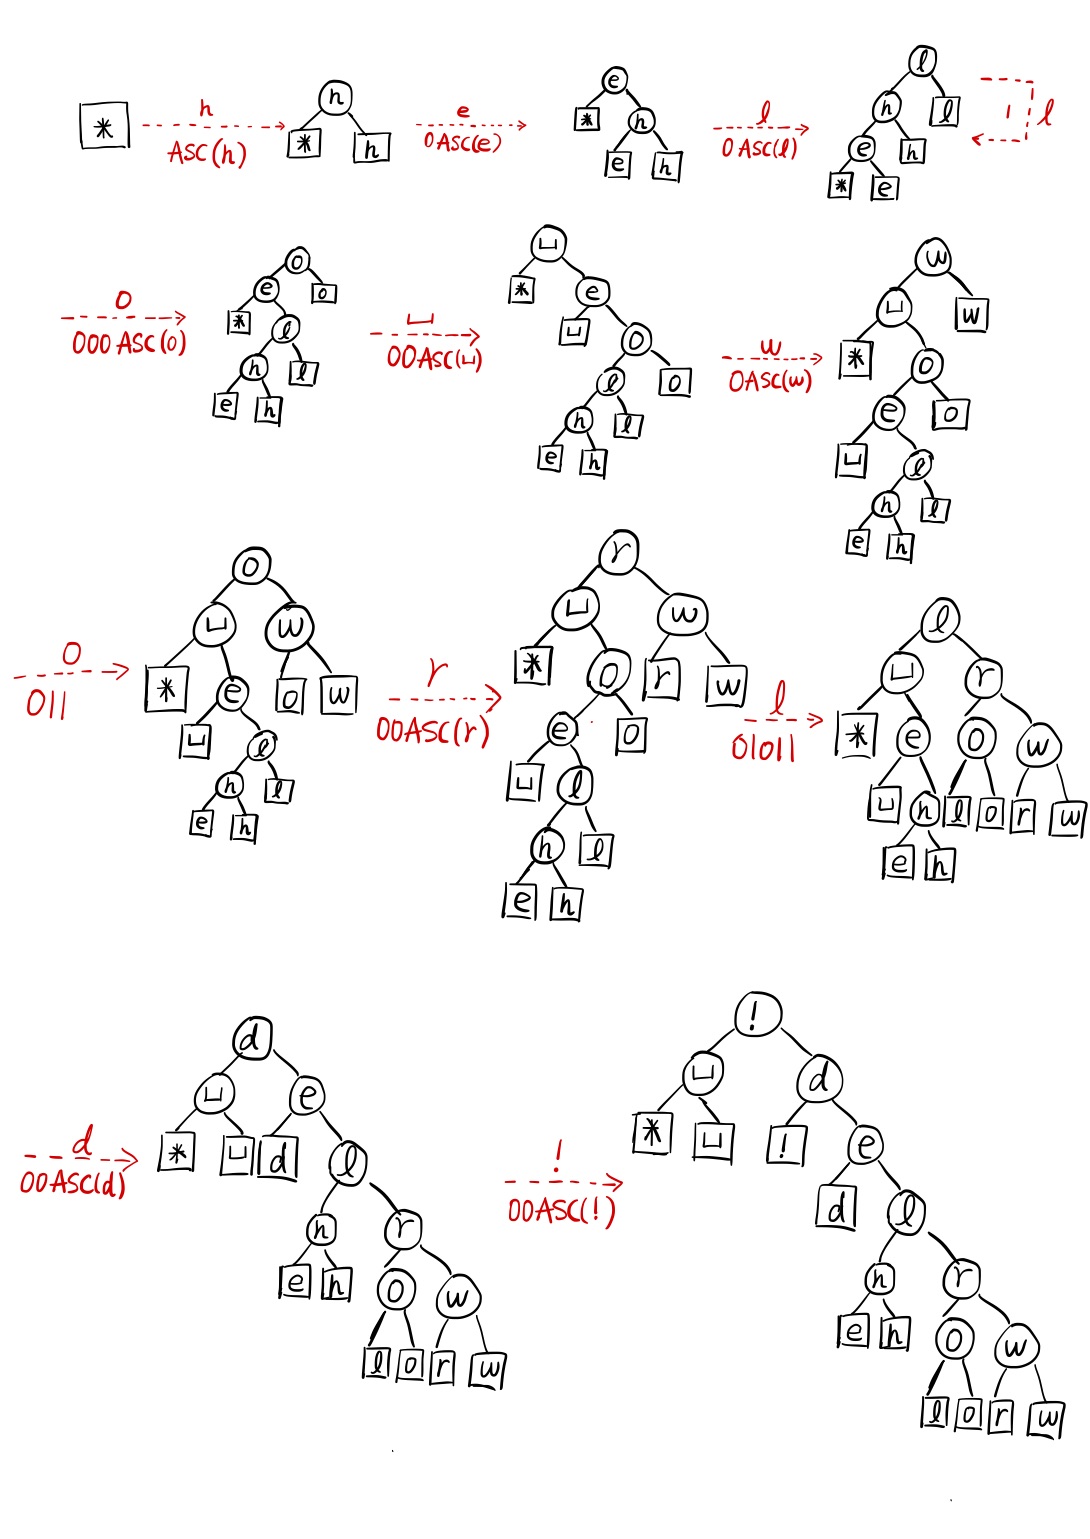 h e l
* ASC(h) h * h 0ASC(e) e * h e h 0ASC(l) l h l e h * e 1 l
o ␣ w
000ASC(o) o e o * l h l e h 00ASC(␣) ␣ * e ␣ o l o h l e h 0ASC(w) w ␣ w * o e o ␣ l h l e h
o r l
011 o ␣ w * e o w ␣ l h l e h 00ASC(r) r ␣ w * o r w e o ␣ l h l e h 01011 l ␣ r * e o w ␣ h l o r w e h
d !
00ASC(d) d ␣ e * ␣ d l h r e h o w l o r w 00ASC(!) ! ␣ d * ␣ ! e d l h r e h o w l o r w